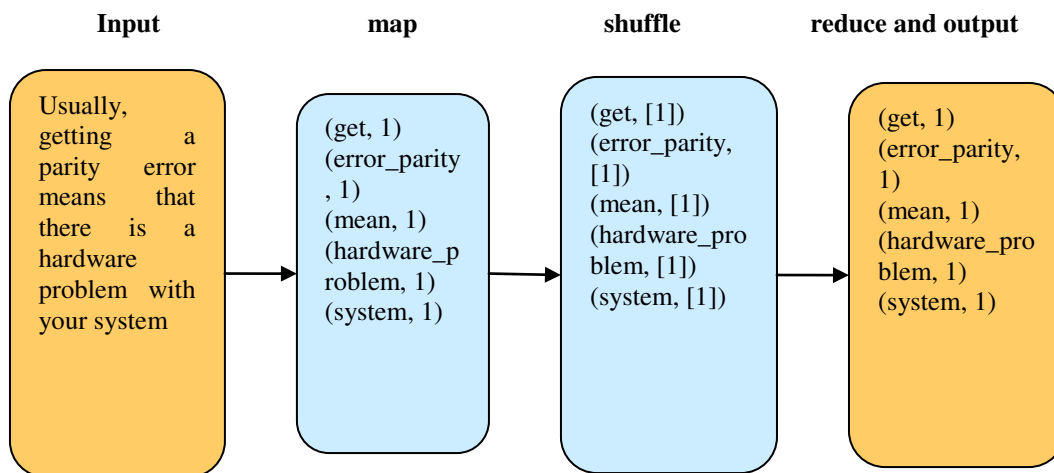 Input map shuffle reduce and output
Usually,
getting a
parity error
means that
there is a
hardware
problem with
your system
(get, 1)
(error_parity
, 1)
(mean, 1)
(hardware_p
roblem, 1)
(system, 1)
(get, [1])
(error_parity,
[1])
(mean, [1])
(hardware_pro
blem, [1])
(system, [1])
(get, 1)
(error_parity,
1)
(mean, 1)
(hardware_pro
blem, 1)
(system, 1)